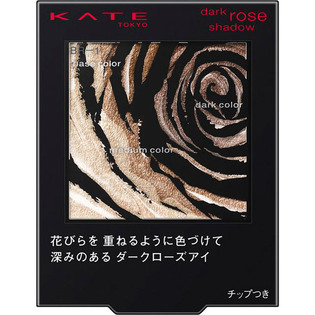 KATE
TOKYO
dark rose
shadow
base color
dark color
medium color
花びらを 重ねるように色づけて
深みのある ダークローズアイ
チップつき